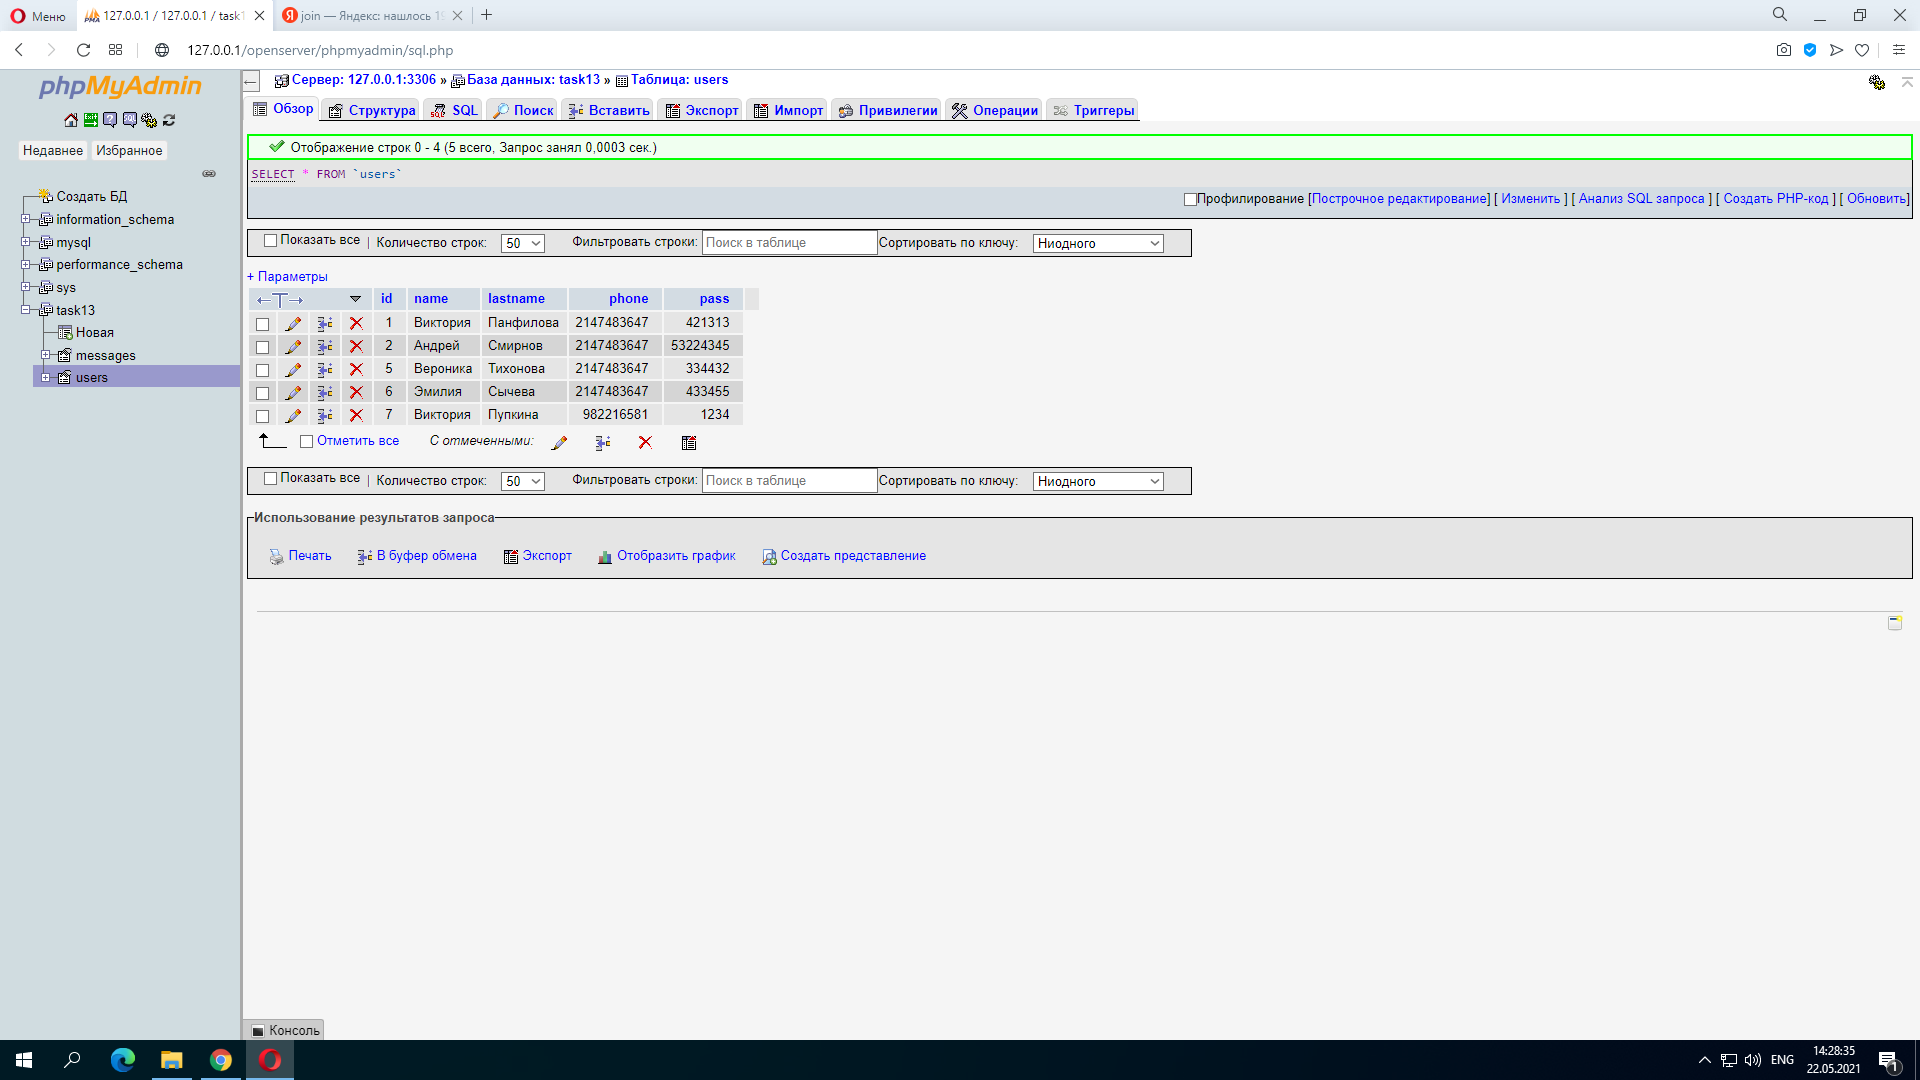 Меню
127.0.0.1 / 127.0.0.1 / task1
join — Яндекс: нашлось 19
127.0.0.1/openserver/phpmyadmin/sql.php
phpMyAdmin
Недавнее Избранное
Создать БД
information_schema
mysql
performance_schema
sys
task13
Новая
messages
users
Сервер: 127.0.0.1:3306 » База данных: task13 » Таблица: users
Обзор Структура SQL Поиск Вставить Экспорт Импорт Привилегии Операции Триггеры
Отображение строк 0 - 4 (5 всего, Запрос занял 0,0003 сек.)
SELECT * FROM `users`
Профилирование [Построчное редактирование] [ Изменить ] [ Анализ SQL запроса ] [ Создать PHP-код ] [ Обновить]
Показать все | Количество строк: 50 Фильтровать строки: Поиск в таблице Сортировать по ключу: Ниодного
+ Параметры
←T→ id name lastname phone pass
1 Виктория Панфилова 2147483647 421313
2 Андрей Смирнов 2147483647 53224345
5 Вероника Тихонова 2147483647 334432
6 Эмилия Сычева 2147483647 433455
7 Виктория Пупкина 982216581 1234
Отметить все С отмеченными:
Показать все | Количество строк: 50 Фильтровать строки: Поиск в таблице Сортировать по ключу: Ниодного
Использование результатов запроса
Печать В буфер обмена Экспорт Отобразить график Создать представление
Консоль
ENG
14:28:35
22.05.2021
1